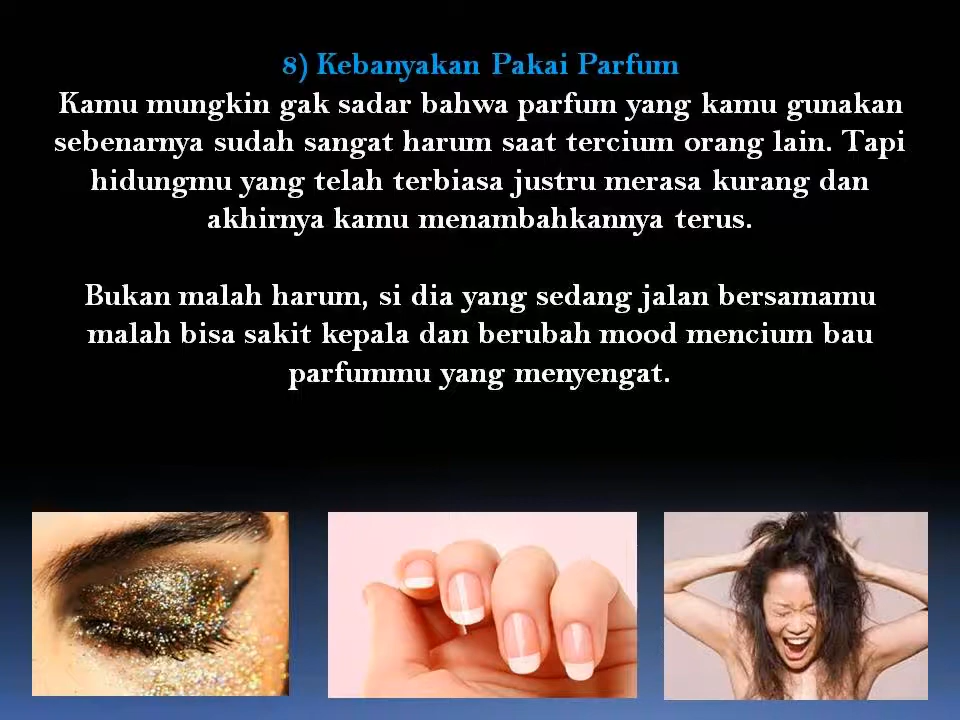 8) Kebanyakan Pakai Parfum
Kamu mungkin gak sadar bahwa parfum yang kamu gunakan
sebenarnya sudah sangat harum saat tercium orang lain. Tapi
hidungmu yang telah terbiasa justru merasa kurang dan
akhirnya kamu menambahkannya terus.
Bukan malah harum, si dia yang sedang jalan bersamamu
malah bisa sakit kepala dan berubah mood mencium bau
parfummu yang menyengat.